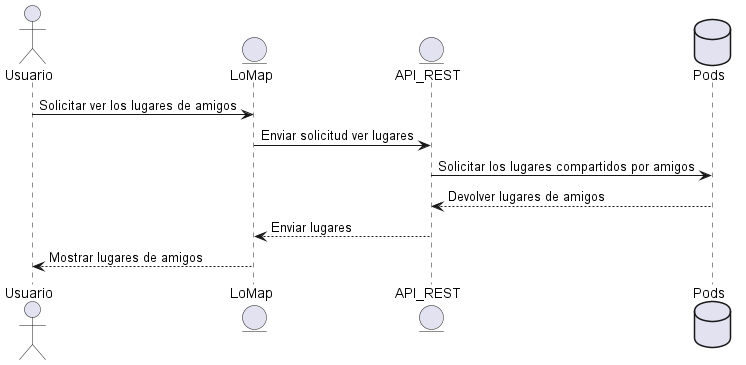 Usuario
LoMap
API_REST
Pods
Solicitar ver los lugares de amigos
Enviar solicitud ver lugares
Solicitar los lugares compartidos por amigos
Devolver lugares de amigos
Enviar lugares
Mostrar lugares de amigos
Usuario
LoMap
API_REST
Pods